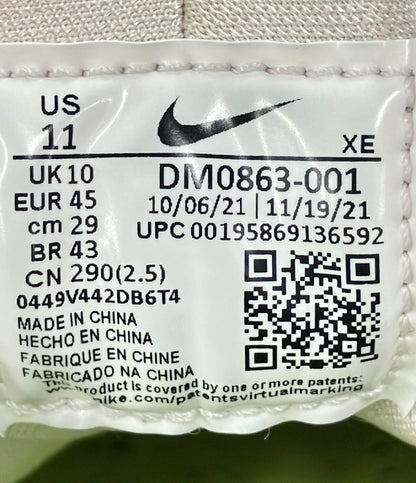 US
11
XE
UK 10
DM0863-001
EUR 45
10/06/21 | 11/19/21
cm 29
UPC 00195869136592
BR 43
CN 290(2.5)
0449V442DB6T4
MADE IN CHINA
HECHO EN CHINA
FABRIQUE EN CHINE
FABRICADO NA CHINA
This product is covered by one or more patents:
nike.com/patentsvirtualmarking